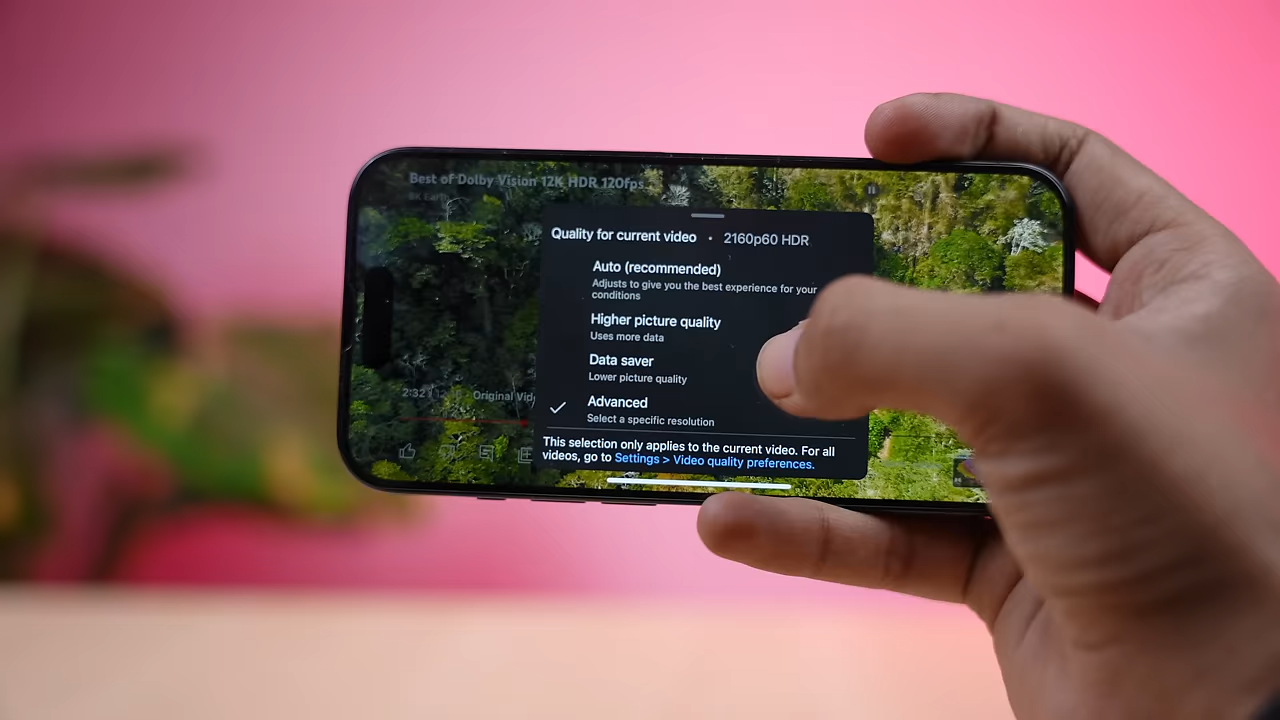 Best of Dolby Vision 12K HDR 120fps
Quality for current video • 2160p60 HDR
Auto (recommended)
Adjusts to give you the best experience for your
conditions
Higher picture quality
Uses more data
Data saver
Lower picture quality
2:32
Original
Advanced
Select a specific resolution
This selection only applies to the current video. For all
videos, go to Settings > Video quality preferences.